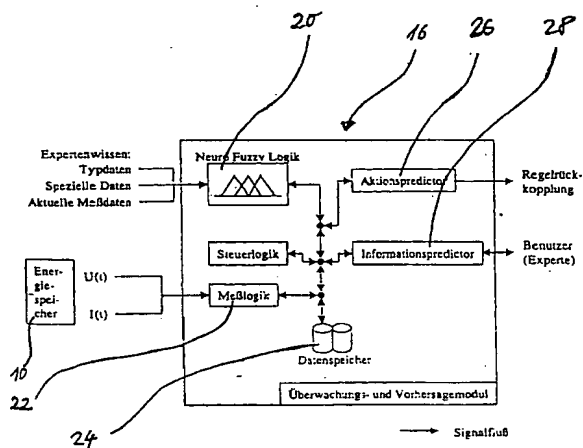 20
16
26
28
Expertenwissen:
Typdaten
Spezielle Daten
Aktuelle Meßdaten
Neuro Fuzzy Logik
Aktionspredictor
Regelrück-
kopplung
Steuerlogik
Informationspredictor
Benutzer
(Experte)
Ener-
gie-
spei-
cher
U(t)
I(t)
Meßlogik
10
22
24
Datenspeicher
Überwachungs- und Vorhersagemodul
Signalfluß